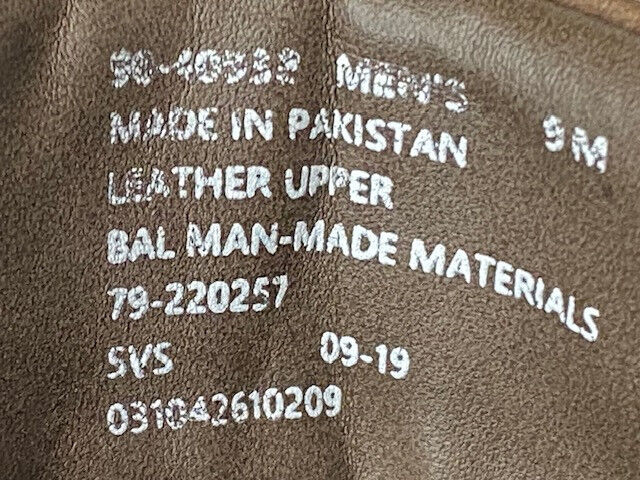 MEN'S
MADE IN PAKISTAN 9 M
LEATHER UPPER
BAL MAN-MADE MATERIALS
79-220257
SVS 09-19
031042610209